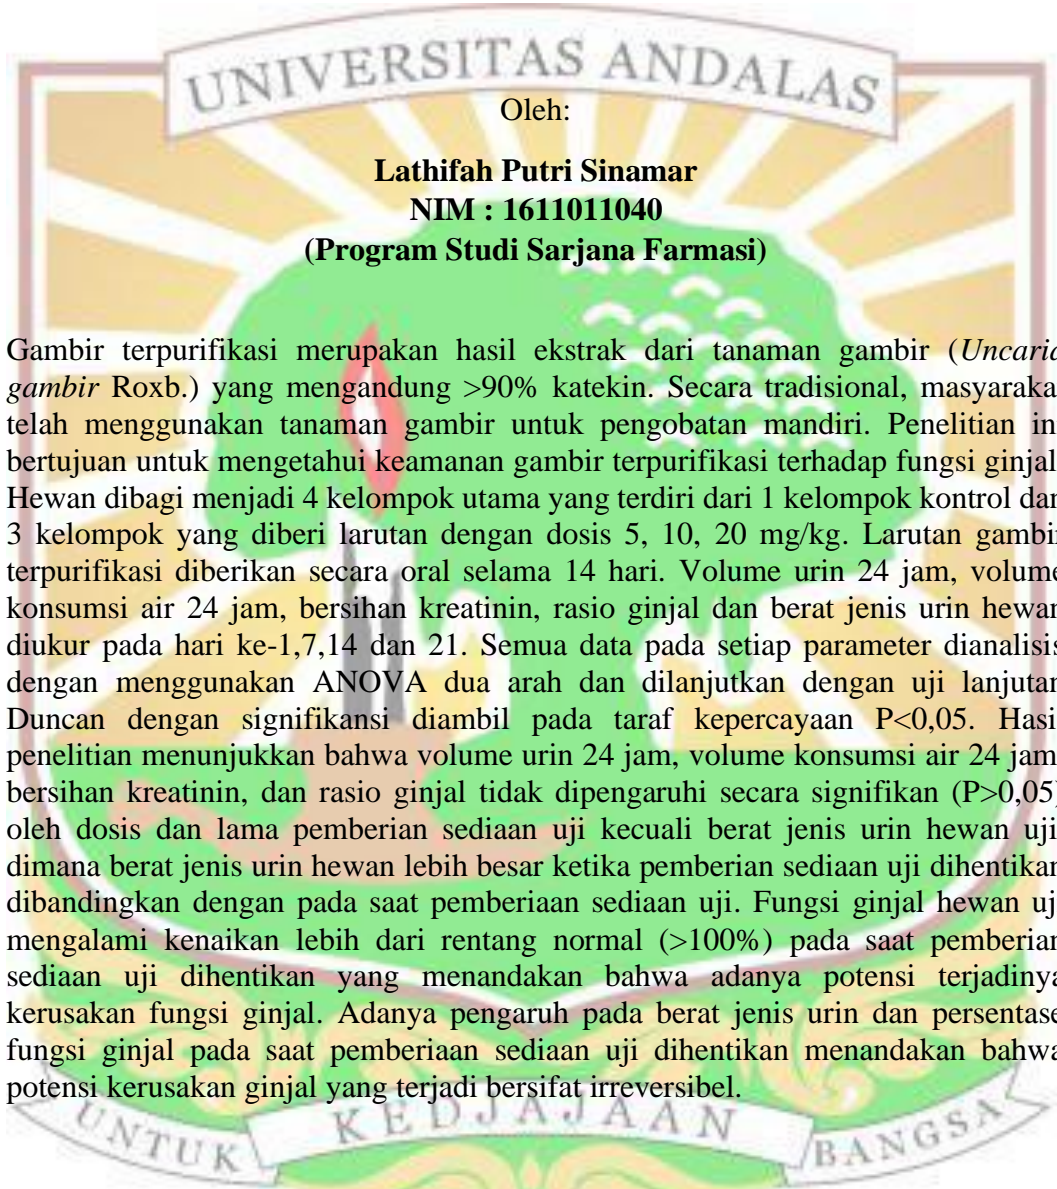 UNIVERSITAS ANDALAS
Oleh:
Lathifah Putri Sinamar
NIM : 1611011040
(Program Studi Sarjana Farmasi)
Gambir terpurifikasi merupakan hasil ekstrak dari tanaman gambir (Uncaria
gambir Roxb.) yang mengandung >90% katekin. Secara tradisional, masyaraka
telah menggunakan tanaman gambir untuk pengobatan mandiri. Penelitian in
bertujuan untuk mengetahui keamanan gambir terpurifikasi terhadap fungsi ginjal
Hewan dibagi menjadi 4 kelompok utama yang terdiri dari 1 kelompok kontrol dan
3 kelompok yang diberi larutan dengan dosis 5, 10, 20 mg/kg. Larutan gambir
terpurifikasi diberikan secara oral selama 14 hari. Volume urin 24 jam, volume
konsumsi air 24 jam, bersihan kreatinin, rasio ginjal dan berat jenis urin hewan
diukur pada hari ke-1,7,14 dan 21. Semua data pada setiap parameter dianalisis
dengan menggunakan ANOVA dua arah dan dilanjutkan dengan uji lanjutan
Duncan dengan signifikansi diambil pada taraf kepercayaan P<0,05. Hasi
penelitian menunjukkan bahwa volume urin 24 jam, volume konsumsi air 24 jam
bersihan kreatinin, dan rasio ginjal tidak dipengaruhi secara signifikan (P>0,05)
oleh dosis dan lama pemberian sediaan uji kecuali berat jenis urin hewan uji
dimana berat jenis urin hewan lebih besar ketika pemberian sediaan uji dihentikan
dibandingkan dengan pada saat pemberiaan sediaan uji. Fungsi ginjal hewan uji
mengalami kenaikan lebih dari rentang normal (>100%) pada saat pemberian
sediaan uji dihentikan yang menandakan bahwa adanya potensi terjadinya
kerusakan fungsi ginjal. Adanya pengaruh pada berat jenis urin dan persentase
fungsi ginjal pada saat pemberiaan sediaan uji dihentikan menandakan bahwa
potensi kerusakan ginjal yang terjadi bersifat irreversibel.
UNTUK KEDJAJAAN BANGSA